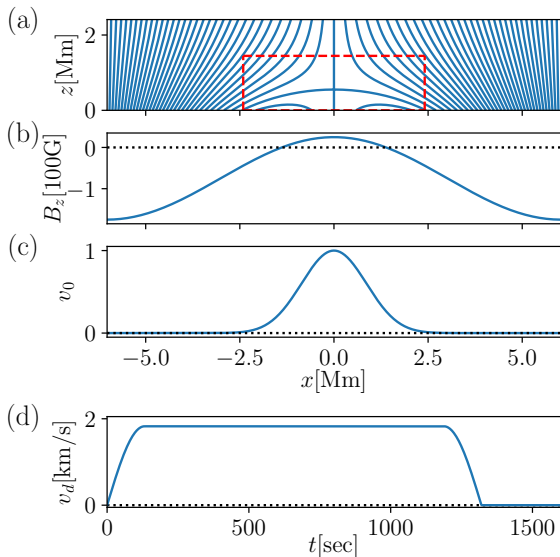 (a)
z[Mm]
2
0
(b)
B_z[100G]
0
−1
(c)
v_0
1
0
−5.0 −2.5 0.0 2.5 5.0
x[Mm]
(d)
v_d[km/s]
2
0
0 500 1000 1500
t[sec]